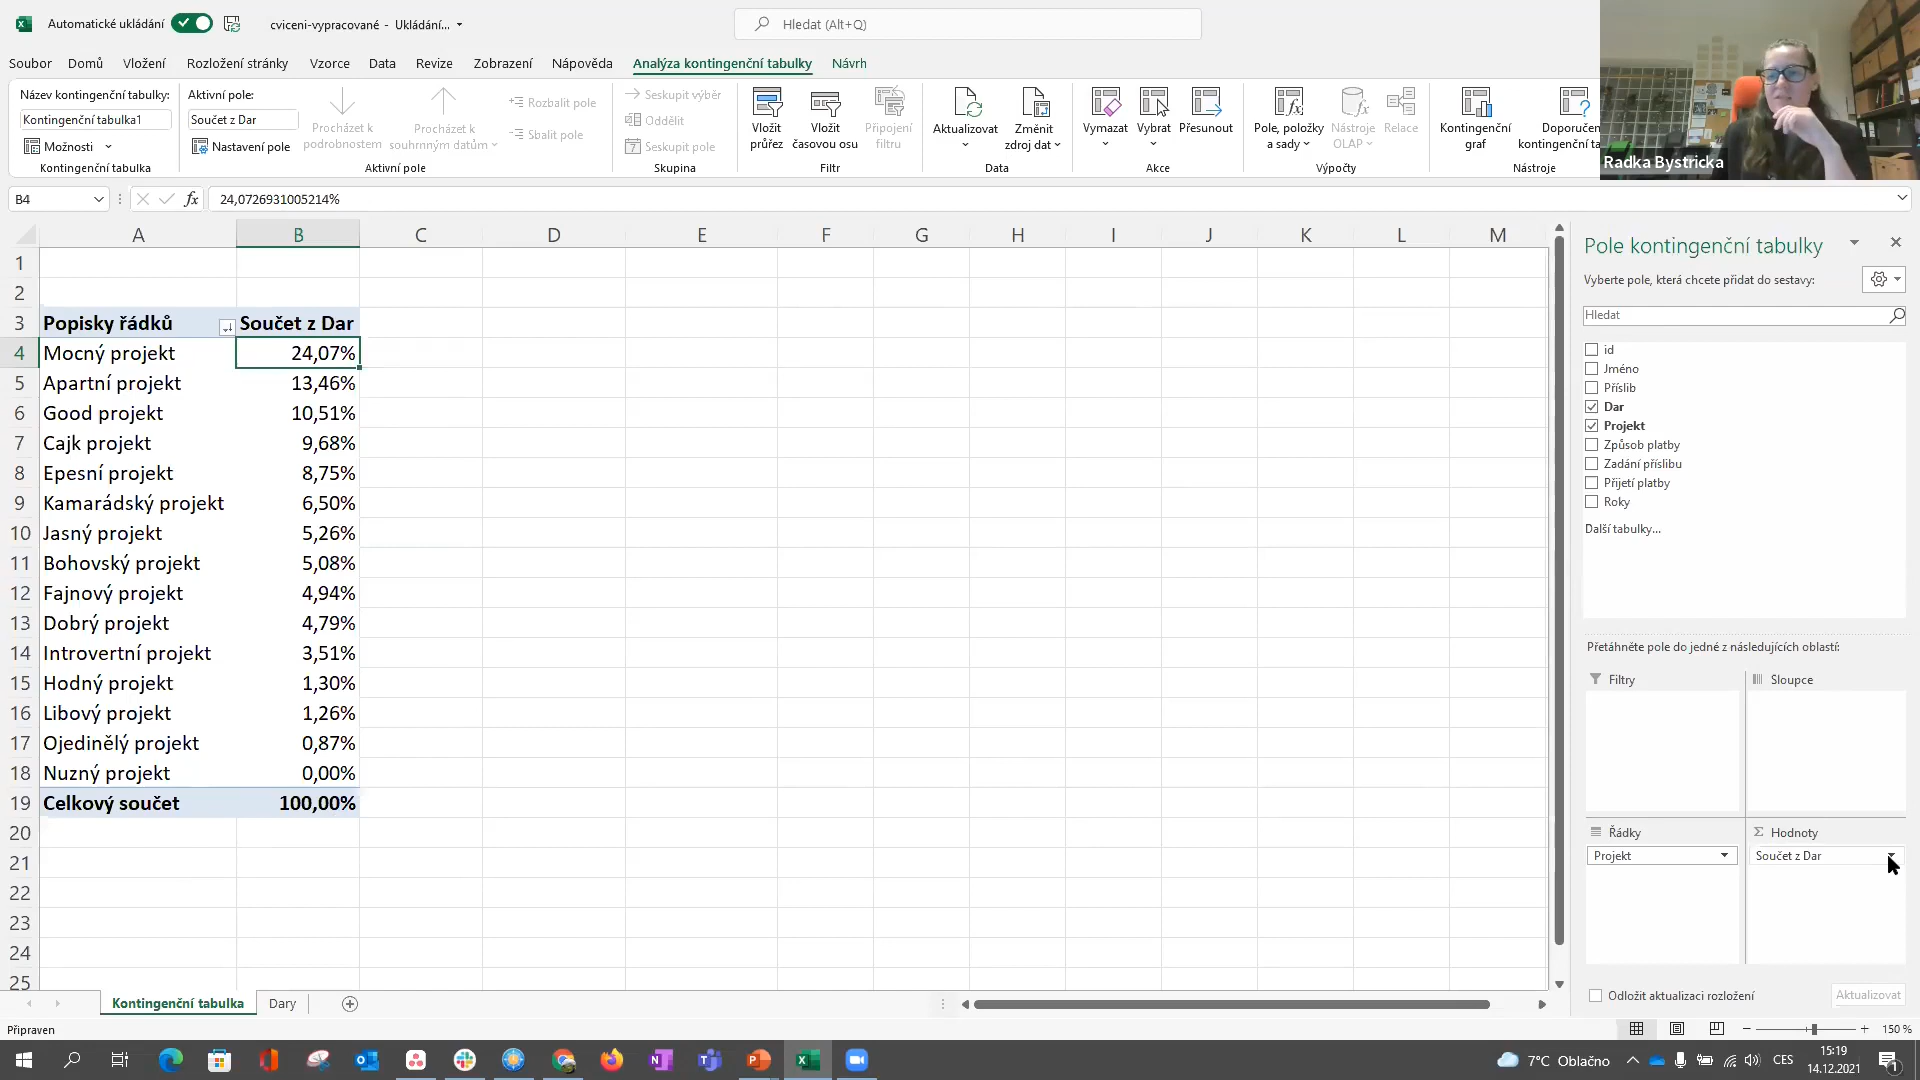 Automatické ukládání
cviceni-vypracované - Ukládání...
Hledat (Alt+Q)
Radka Bystricka
Soubor Domů Vložení Rozložení stránky Vzorce Data Revize Zobrazení Nápověda Analýza kontingenční tabulky Návrh
Název kontingenční tabulky:
Kontingenční tabulka1
Možnosti
Kontingenční tabulka
Aktivní pole:
Součet z Dar
Nastavení pole
Procházet k podrobnostem
Procházet k souhrnným datům
Rozbalit pole
Sbalit pole
Aktivní pole
Seskupit výběr
Oddělit
Seskupit pole
Skupina
Vložit průřez
Vložit časovou osu
Připojení filtru
Filtr
Aktualizovat
Změnit zdroj dat
Data
Vymazat
Vybrat
Přesunout
Akce
Pole, položky a sady
Nástroje OLAP
Relace
Výpočty
Kontingenční graf
Doporučen
kontingenční ta
Nástroje
B4
fx
24,0726931005214%
A B C D E F G H I J K L M
1
2
3 Popisky řádků Součet z Dar
4 Mocný projekt 24,07%
5 Apartní projekt 13,46%
6 Good projekt 10,51%
7 Cajk projekt 9,68%
8 Epesní projekt 8,75%
9 Kamarádský projekt 6,50%
10 Jasný projekt 5,26%
11 Bohovský projekt 5,08%
12 Fajnový projekt 4,94%
13 Dobrý projekt 4,79%
14 Introvertní projekt 3,51%
15 Hodný projekt 1,30%
16 Libový projekt 1,26%
17 Ojedinělý projekt 0,87%
18 Nuzný projekt 0,00%
19 Celkový součet 100,00%
20
21
22
23
24
25
Pole kontingenční tabulky
Vyberte pole, která chcete přidat do sestavy:
Hledat
id
Jméno
Příslib
Dar
Projekt
Způsob platby
Zadání příslibu
Přijetí platby
Roky
Další tabulky...
Přetáhněte pole do jedné z následujících oblastí:
Filtry
Sloupce
Řádky
Projekt
Hodnoty
Součet z Dar
Odložit aktualizaci rozložení
Aktualizovat
Kontingenční tabulka Dary
Připraven
150 %
7°C Oblačno
CES
15:19
14.12.2021